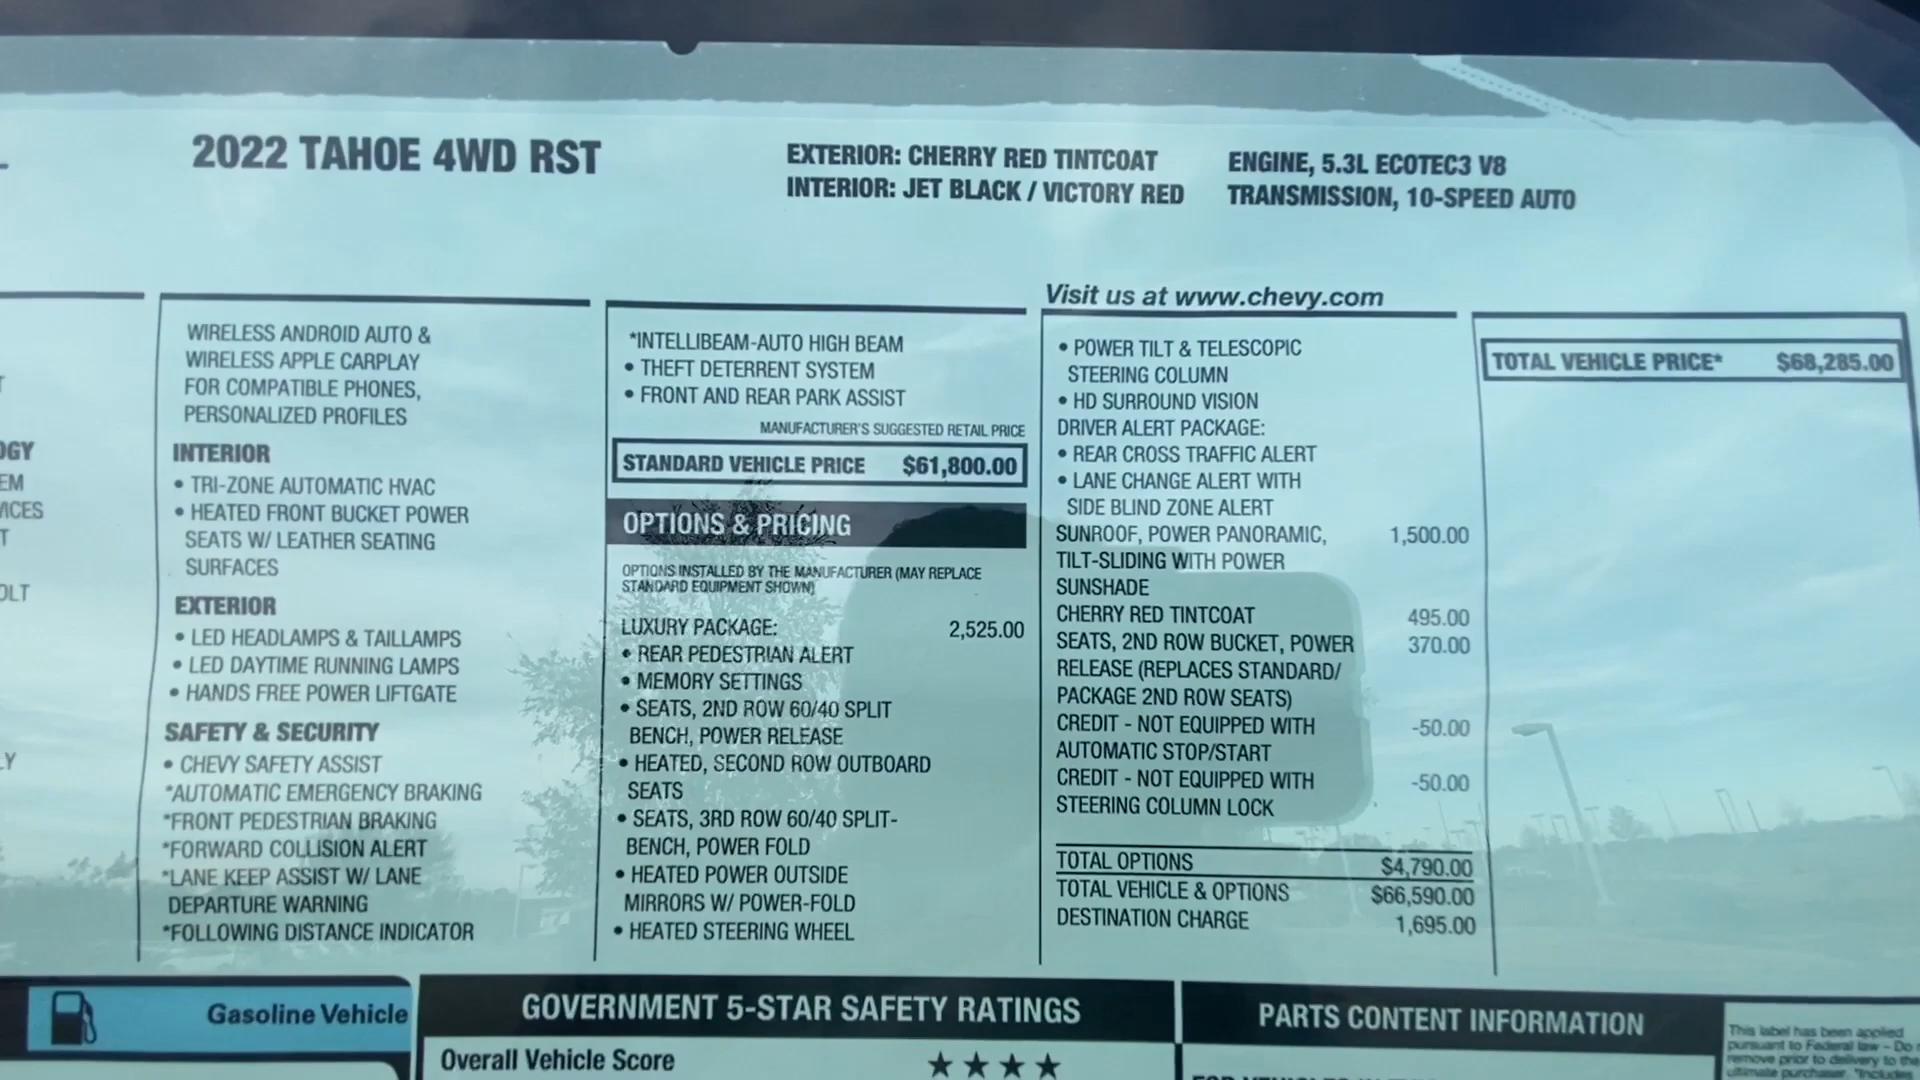 2022 TAHOE 4WD RST
EXTERIOR: CHERRY RED TINTCOAT
INTERIOR: JET BLACK / VICTORY RED
ENGINE, 5.3L ECOTEC3 V8
TRANSMISSION, 10-SPEED AUTO
WIRELESS ANDROID AUTO &
WIRELESS APPLE CARPLAY
FOR COMPATIBLE PHONES,
PERSONALIZED PROFILES
INTERIOR
• TRI-ZONE AUTOMATIC HVAC
• HEATED FRONT BUCKET POWER
SEATS W/ LEATHER SEATING
SURFACES
EXTERIOR
• LED HEADLAMPS & TAILLAMPS
• LED DAYTIME RUNNING LAMPS
• HANDS FREE POWER LIFTGATE
SAFETY & SECURITY
• CHEVY SAFETY ASSIST
*AUTOMATIC EMERGENCY BRAKING
*FRONT PEDESTRIAN BRAKING
*FORWARD COLLISION ALERT
*LANE KEEP ASSIST W/ LANE
DEPARTURE WARNING
*FOLLOWING DISTANCE INDICATOR
*INTELLIBEAM-AUTO HIGH BEAM
• THEFT DETERRENT SYSTEM
• FRONT AND REAR PARK ASSIST
MANUFACTURER'S SUGGESTED RETAIL PRICE
STANDARD VEHICLE PRICE $61,800.00
OPTIONS & PRICING
OPTIONS INSTALLED BY THE MANUFACTURER (MAY REPLACE
STANDARD EQUIPMENT SHOWN)
LUXURY PACKAGE: 2,525.00
• REAR PEDESTRIAN ALERT
• MEMORY SETTINGS
• SEATS, 2ND ROW 60/40 SPLIT
BENCH, POWER RELEASE
• HEATED, SECOND ROW OUTBOARD
SEATS
• SEATS, 3RD ROW 60/40 SPLIT-
BENCH, POWER FOLD
• HEATED POWER OUTSIDE
MIRRORS W/ POWER-FOLD
• HEATED STEERING WHEEL
Visit us at www.chevy.com
• POWER TILT & TELESCOPIC
STEERING COLUMN
• HD SURROUND VISION
DRIVER ALERT PACKAGE:
• REAR CROSS TRAFFIC ALERT
• LANE CHANGE ALERT WITH
SIDE BLIND ZONE ALERT
SUNROOF, POWER PANORAMIC, 1,500.00
TILT-SLIDING WITH POWER
SUNSHADE
CHERRY RED TINTCOAT 495.00
SEATS, 2ND ROW BUCKET, POWER 370.00
RELEASE (REPLACES STANDARD/
PACKAGE 2ND ROW SEATS)
CREDIT - NOT EQUIPPED WITH -50.00
AUTOMATIC STOP/START
CREDIT - NOT EQUIPPED WITH -50.00
STEERING COLUMN LOCK
TOTAL OPTIONS $4,790.00
TOTAL VEHICLE & OPTIONS $66,590.00
DESTINATION CHARGE 1,695.00
TOTAL VEHICLE PRICE* $68,285.00
Gasoline Vehicle
GOVERNMENT 5-STAR SAFETY RATINGS
Overall Vehicle Score ★★★★
PARTS CONTENT INFORMATION
This label has been applied
pursuant to Federal law - Do
remove prior to delivery to the
ultimate purchaser. *Includes